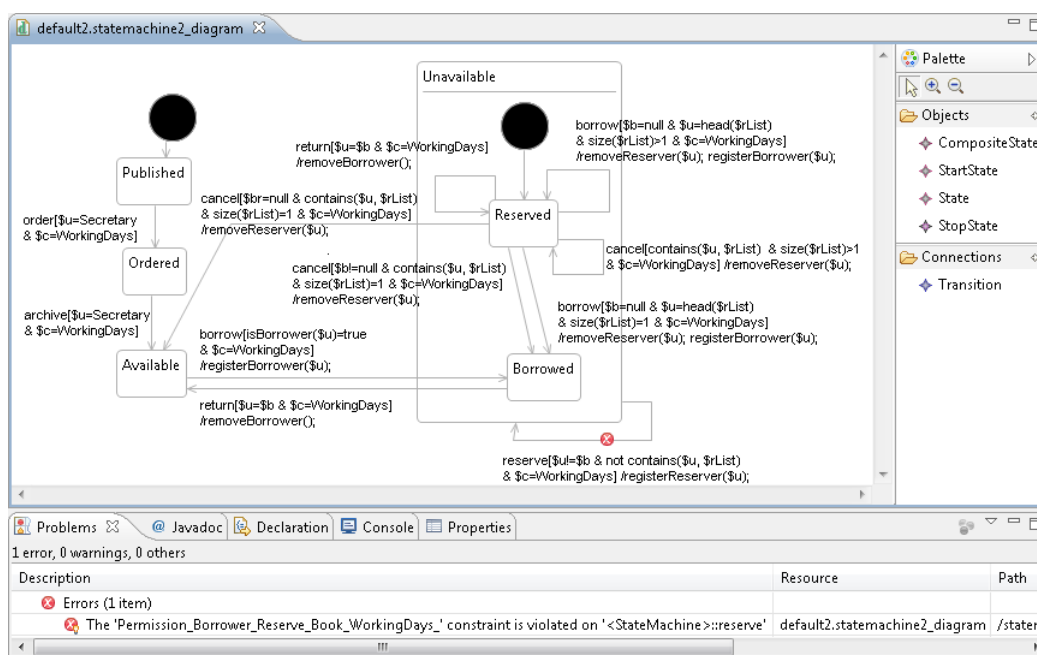 default2.statemachine2_diagram
Palette
Objects
CompositeState
StartState
State
StopState
Connections
Transition
Unavailable
borrow[$b=null & $u=head($rList)
& size($rList)>1 & $c=WorkingDays]
/removeReserver($u); registerBorrower($u);
return[$u=$b & $c=WorkingDays]
/removeBorrower();
Published
cancel[$br=null & contains($u, $rList)
& size($rList)=1 & $c=WorkingDays]
/removeReserver($u);
Reserved
order[$u=Secretary
& $c=WorkingDays]
Ordered
cancel[contains($u, $rList) & size($rList)>1
& $c=WorkingDays] /removeReserver($u);
cancel[$b!=null & contains($u, $rList)
& size($rList)=1 & $c=WorkingDays]
/removeReserver($u);
archive[$u=Secretary
& $c=WorkingDays]
borrow[$b=null & $u=head($rList)
& size($rList)=1 & $c=WorkingDays]
/removeReserver($u); registerBorrower($u);
Available
borrow[isBorrower($u)=true
& $c=WorkingDays]
/registerBorrower($u);
Borrowed
return[$u=$b & $c=WorkingDays]
/removeBorrower();
reserve[$u!=$b & not contains($u, $rList)
& $c=WorkingDays] /registerReserver($u);
Problems
Javadoc
Declaration
Console
Properties
1 error, 0 warnings, 0 others
Description Resource Path
Errors (1 item)
The 'Permission_Borrower_Reserve_Book_WorkingDays_' constraint is violated on '<StateMachine>::reserve' default2.statemachine2_diagram /stater